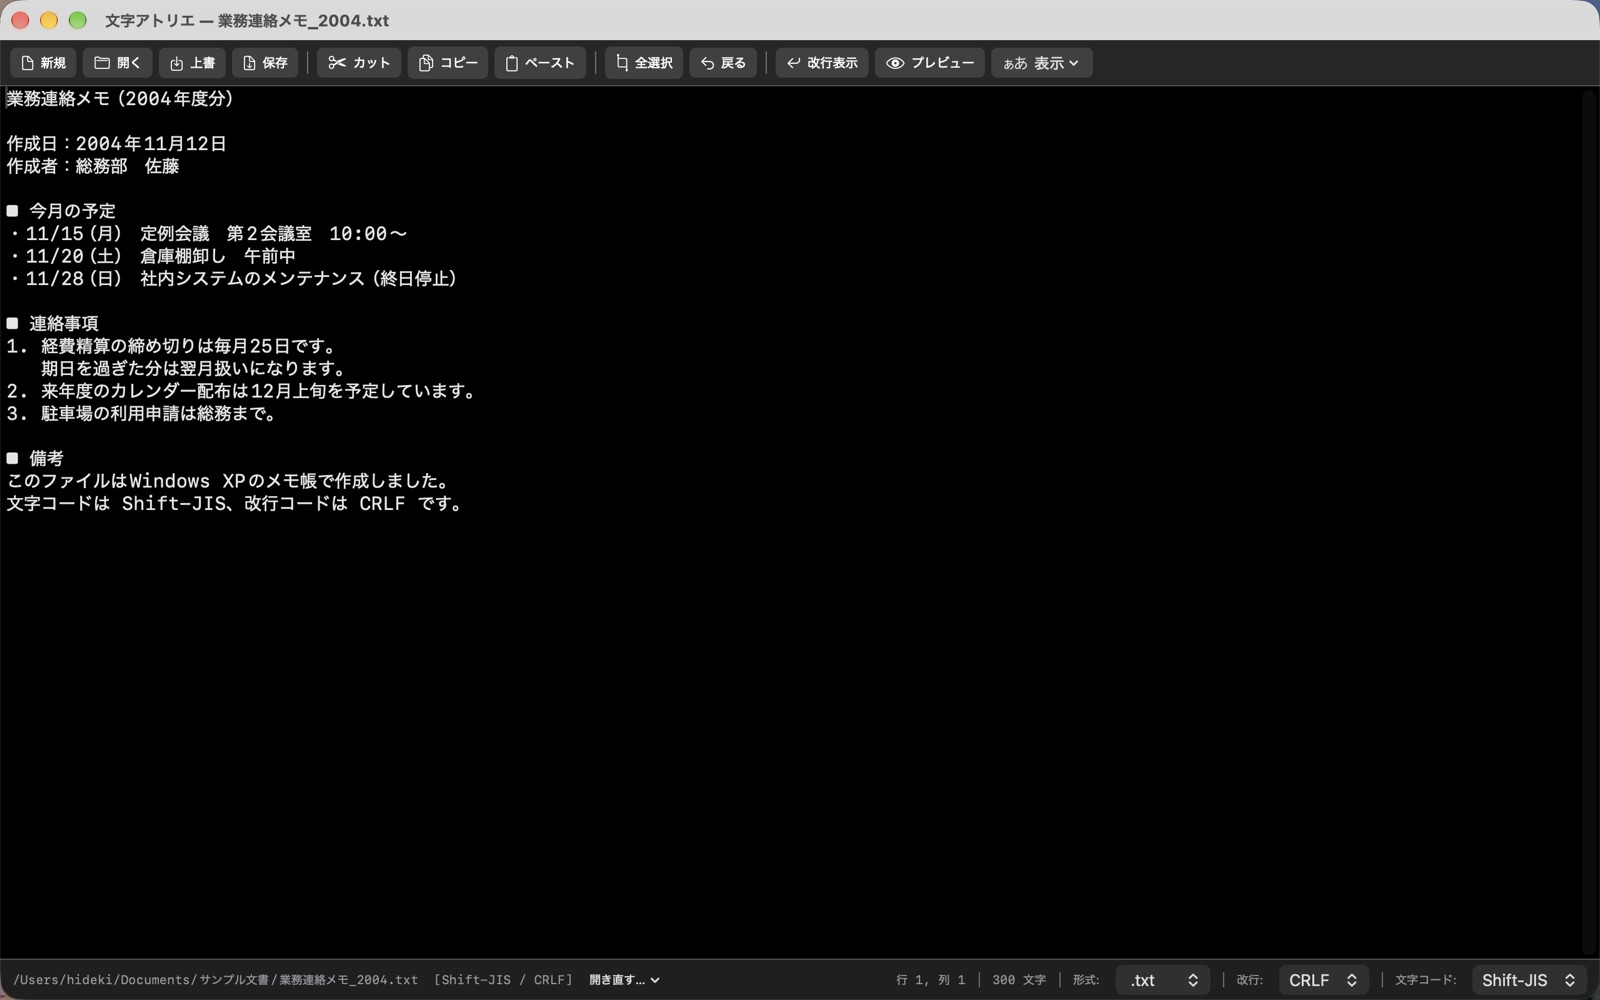 文字アトリエ — 業務連絡メモ_2004.txt
新規 開く 上書 保存 カット コピー ペースト 全選択 戻る 改行表示 プレビュー ぁあ 表示
業務連絡メモ（2004年度分）
作成日：2004年11月12日
作成者：総務部　佐藤
■ 今月の予定
・11/15（月）　定例会議　第２会議室　10:00〜
・11/20（土）　倉庫棚卸し　午前中
・11/28（日）　社内システムのメンテナンス（終日停止）
■ 連絡事項
1. 経費精算の締め切りは毎月25日です。
期日を過ぎた分は翌月扱いになります。
2. 来年度のカレンダー配布は12月上旬を予定しています。
3. 駐車場の利用申請は総務まで。
■ 備考
このファイルはWindows XPのメモ帳で作成しました。
文字コードは Shift-JIS、改行コードは CRLF です。
/Users/hideki/Documents/サンプル文書/業務連絡メモ_2004.txt [Shift-JIS / CRLF] 開き直す... 行 1, 列 1 300 文字 形式: .txt 改行: CRLF 文字コード: Shift-JIS